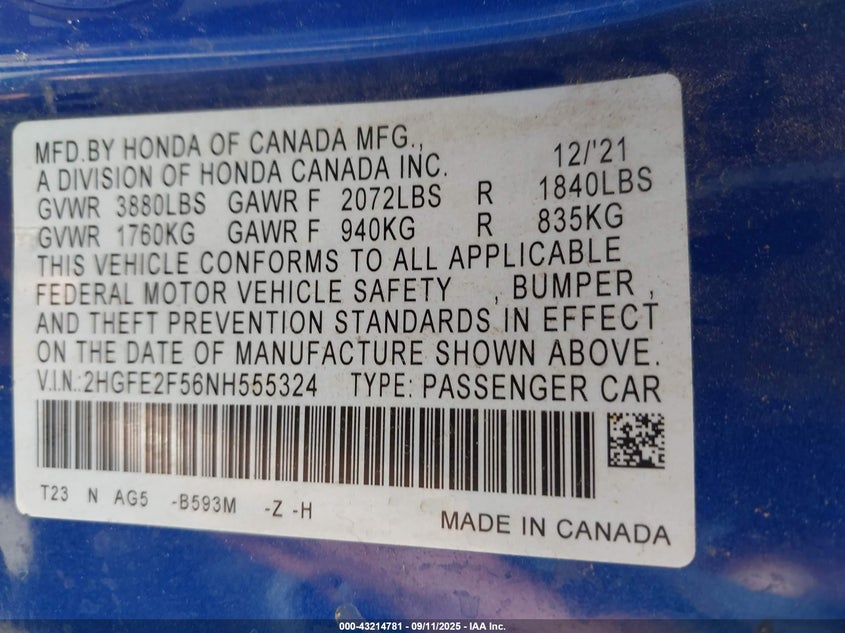 MFD.BY HONDA OF CANADA MFG., 12/'21
A DIVISION OF HONDA CANADA INC.
GVWR 3880LBS GAWR F 2072LBS R 1840LBS
GVWR 1760KG GAWR F 940KG R 835KG
THIS VEHICLE CONFORMS TO ALL APPLICABLE
FEDERAL MOTOR VEHICLE SAFETY , BUMPER ,
AND THEFT PREVENTION STANDARDS IN EFFECT
ON THE DATE OF MANUFACTURE SHOWN ABOVE.
V.I.N.:2HGFE2F56NH555324 TYPE: PASSENGER CAR
T23 N AG5 -B593M -Z -H
MADE IN CANADA
000-43214781 - 09/11/2025 - IAA Inc.